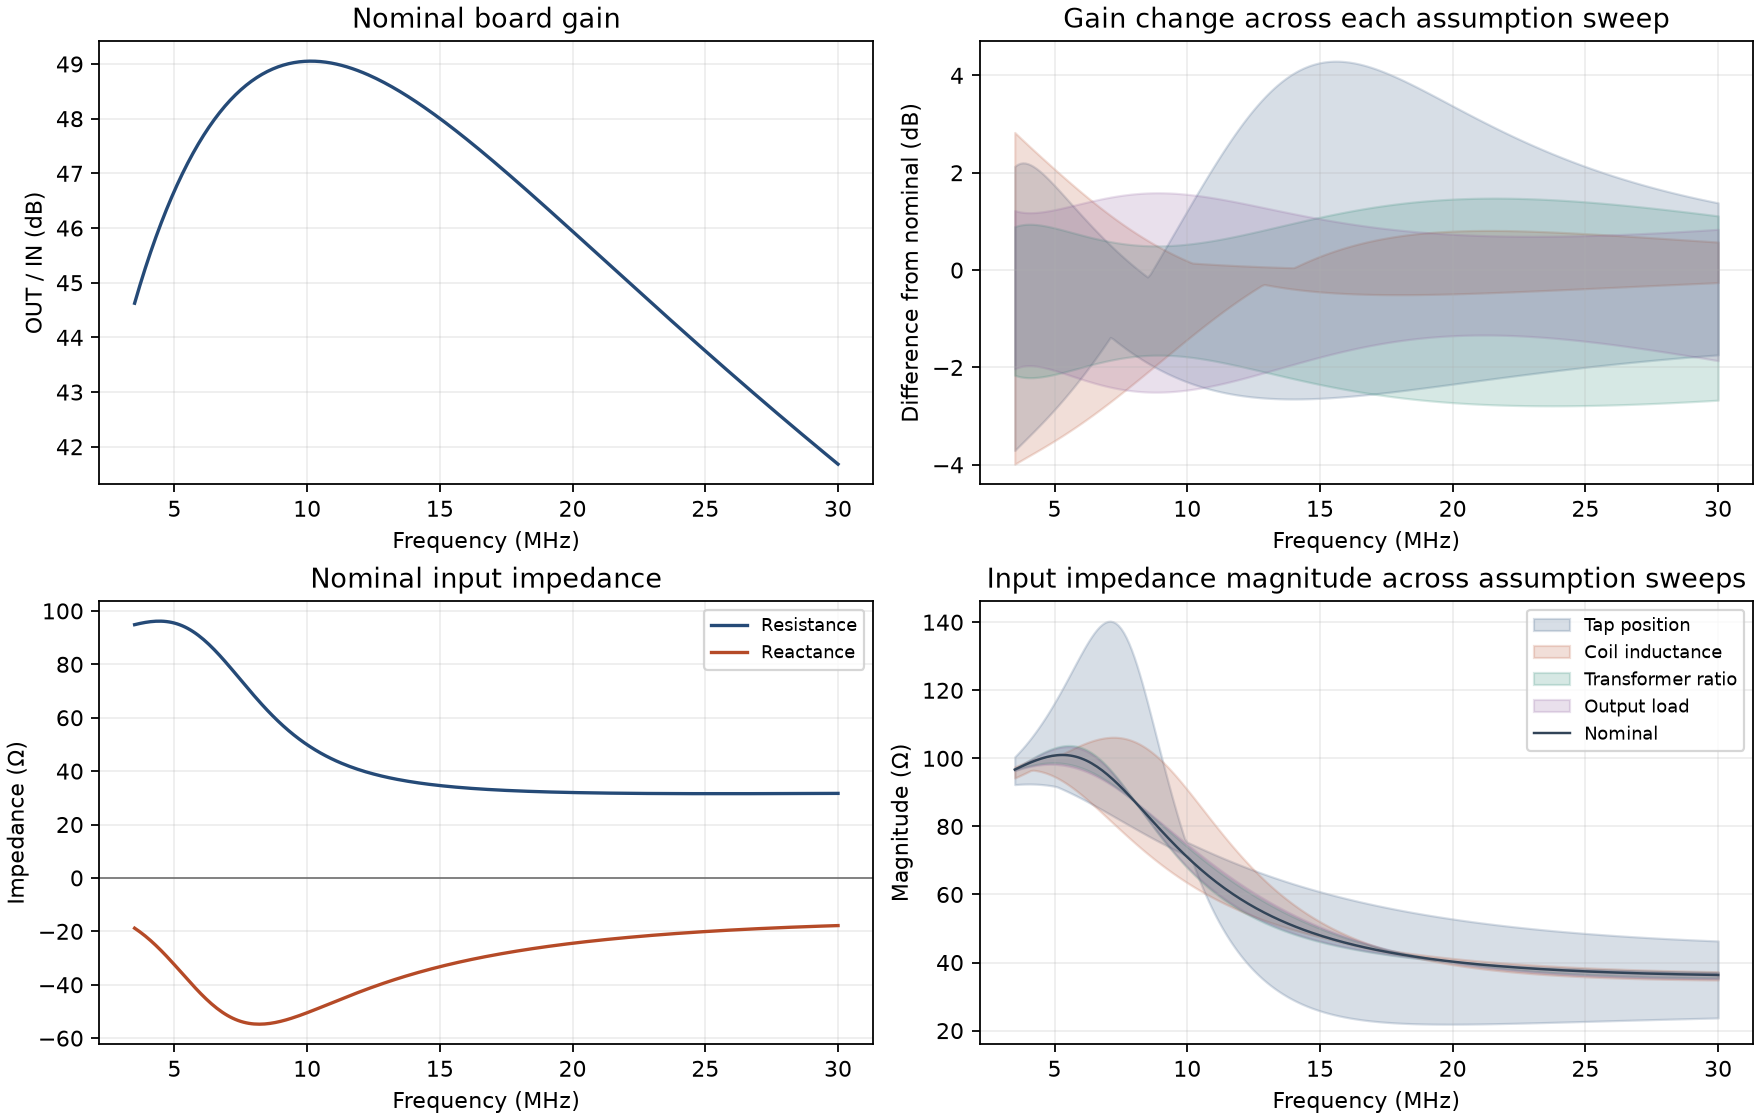 Nominal board gain
OUT / IN (dB)
49
48
47
46
45
44
43
42
5 10 15 20 25 30
Frequency (MHz)
Gain change across each assumption sweep
Difference from nominal (dB)
4
2
0
−2
−4
5 10 15 20 25 30
Frequency (MHz)
Nominal input impedance
Impedance (Ω)
100
80
60
40
20
0
−20
−40
−60
Resistance
Reactance
5 10 15 20 25 30
Frequency (MHz)
Input impedance magnitude across assumption sweeps
Magnitude (Ω)
140
120
100
80
60
40
20
Tap position
Coil inductance
Transformer ratio
Output load
Nominal
5 10 15 20 25 30
Frequency (MHz)